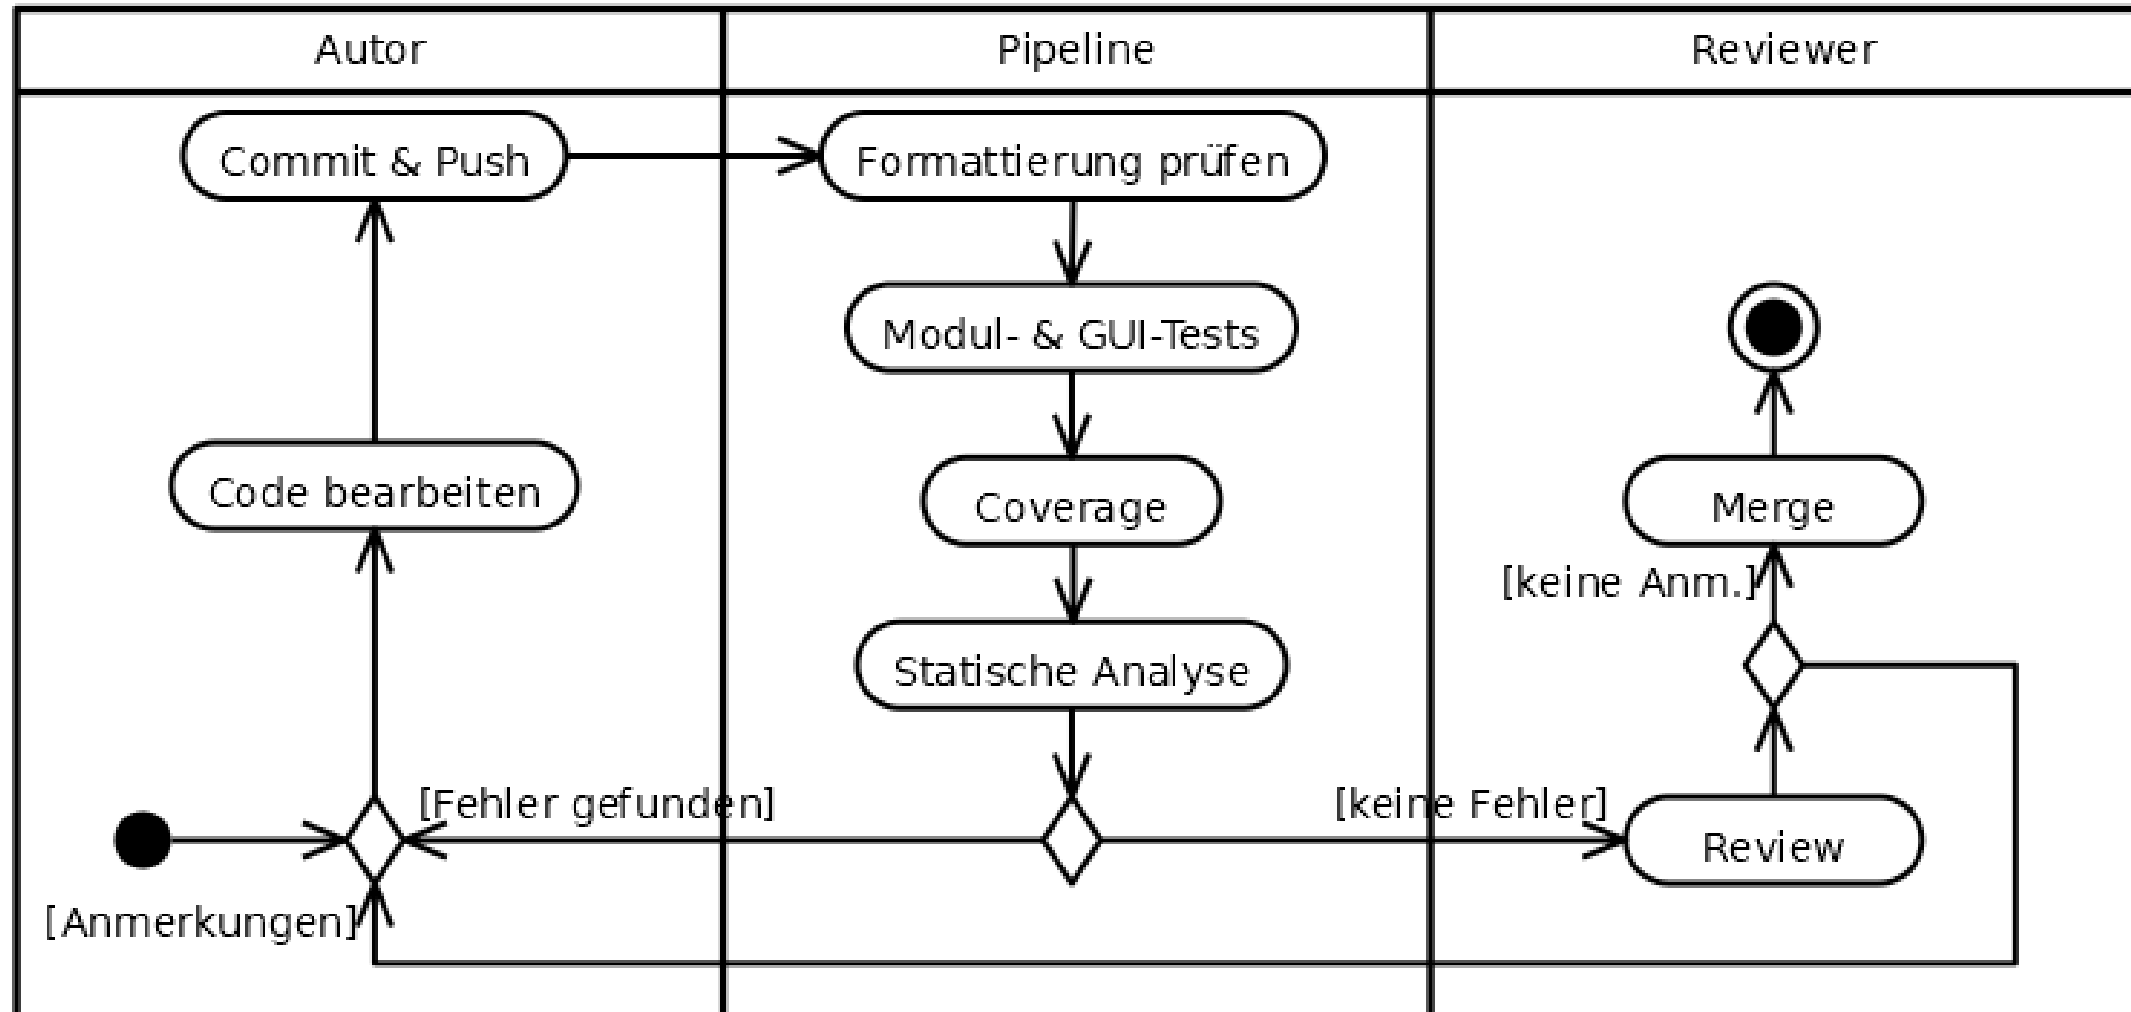 Autor
Pipeline
Reviewer
Commit & Push
Formattierung prüfen
Modul- & GUI-Tests
Code bearbeiten
Coverage
Merge
[keine Anm.]
Statische Analyse
[Fehler gefunden]
[keine Fehler]
Review
[Anmerkungen]